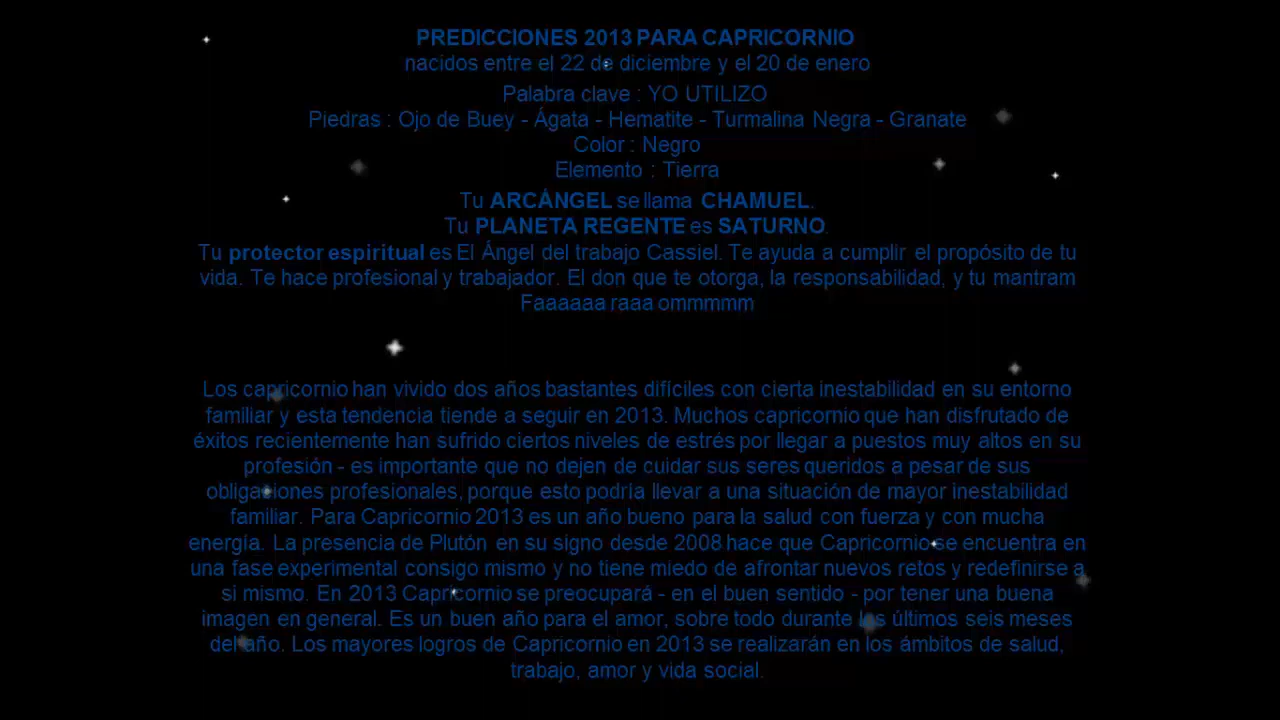 PREDICCIONES 2013 PARA CAPRICORNIO
nacidos entre el 22 de diciembre y el 20 de enero
Palabra clave : YO UTILIZO
Piedras : Ojo de Buey - Ágata - Hematite - Turmalina Negra - Granate
Color : Negro
Elemento : Tierra
Tu ARCÁNGEL se llama CHAMUEL.
Tu PLANETA REGENTE es SATURNO.
Tu protector espiritual es El Ángel del trabajo Cassiel. Te ayuda a cumplir el propósito de tu
vida. Te hace profesional y trabajador. El don que te otorga, la responsabilidad, y tu mantram
Faaaaaa raaa ommmmm
Los capricornio han vivido dos años bastantes difíciles con cierta inestabilidad en su entorno
familiar y esta tendencia tiende a seguir en 2013. Muchos capricornio que han disfrutado de
éxitos recientemente han sufrido ciertos niveles de estrés por llegar a puestos muy altos en su
profesión - es importante que no dejen de cuidar sus seres queridos a pesar de sus
obligaciones profesionales, porque esto podría llevar a una situación de mayor inestabilidad
familiar. Para Capricornio 2013 es un año bueno para la salud con fuerza y con mucha
energía. La presencia de Plutón en su signo desde 2008 hace que Capricornio se encuentra en
una fase experimental consigo mismo y no tiene miedo de afrontar nuevos retos y redefinirse a
si mismo. En 2013 Capricornio se preocupará - en el buen sentido - por tener una buena
imagen en general. Es un buen año para el amor, sobre todo durante los últimos seis meses
del año. Los mayores logros de Capricornio en 2013 se realizarán en los ámbitos de salud,
trabajo, amor y vida social.